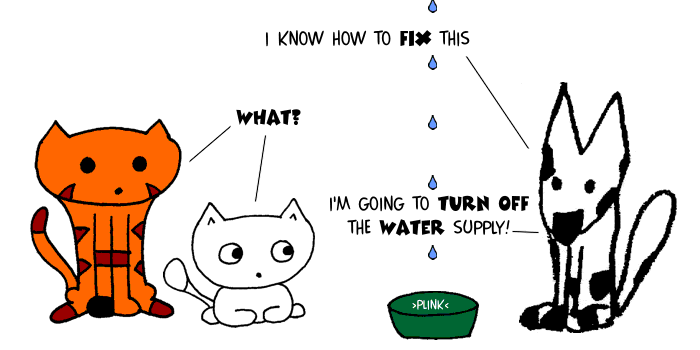 I KNOW HOW TO FIX THIS
WHAT?
I'M GOING TO TURN OFF
THE WATER SUPPLY!
>PLINK<